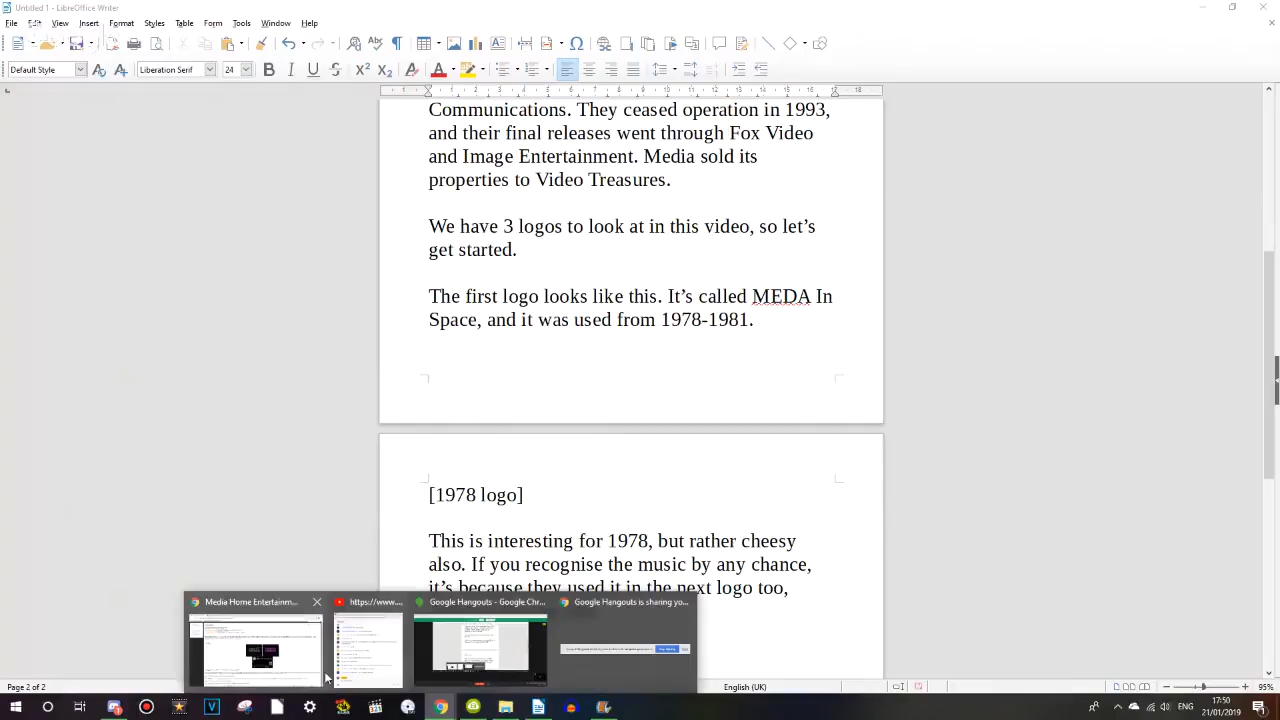 Untitled 1 - LibreOffice Writer
File Edit View Insert Format Styles Table Form Tools Window Help
Default Style Liberation Serif 24
Communications. They ceased operation in 1993,
and their final releases went through Fox Video
and Image Entertainment. Media sold its
properties to Video Treasures.
We have 3 logos to look at in this video, so let's
get started.
The first logo looks like this. It's called MEDA In
Space, and it was used from 1978-1981.
[1978 logo]
This is interesting for 1978, but rather cheesy
also. If you recognise the music by any chance,
it's because they used it in the next logo too,
Media Home Entertainm... https://www.... Google Hangouts - Google Chr... Google Hangouts is sharing yo...
Page 2 of 2 English (UK) 95%
ENG 17:50
21/01/2019